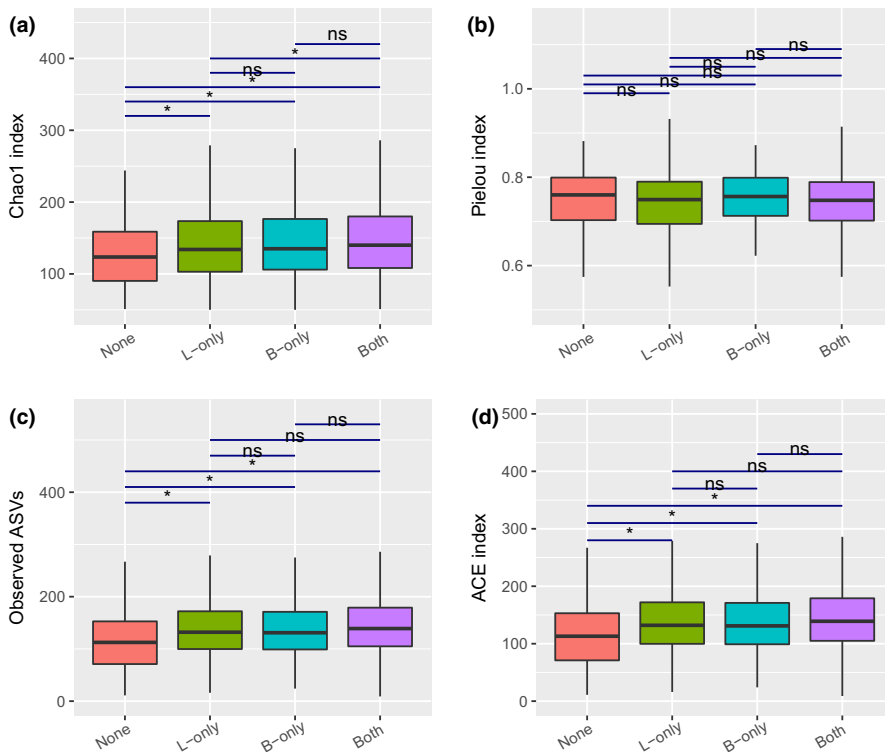 (a)
Chao1 index
400
300
200
100
ns
*
ns
*
*
*
None
L−only
B−only
Both
(b)
Pielou index
1.0
0.8
0.6
ns
ns
ns
ns
ns
ns
None
L−only
B−only
Both
(c)
Observed ASVs
400
200
0
ns
ns
ns
*
*
*
None
L−only
B−only
Both
(d)
ACE index
500
400
300
200
100
0
ns
ns
ns
*
*
*
None
L−only
B−only
Both